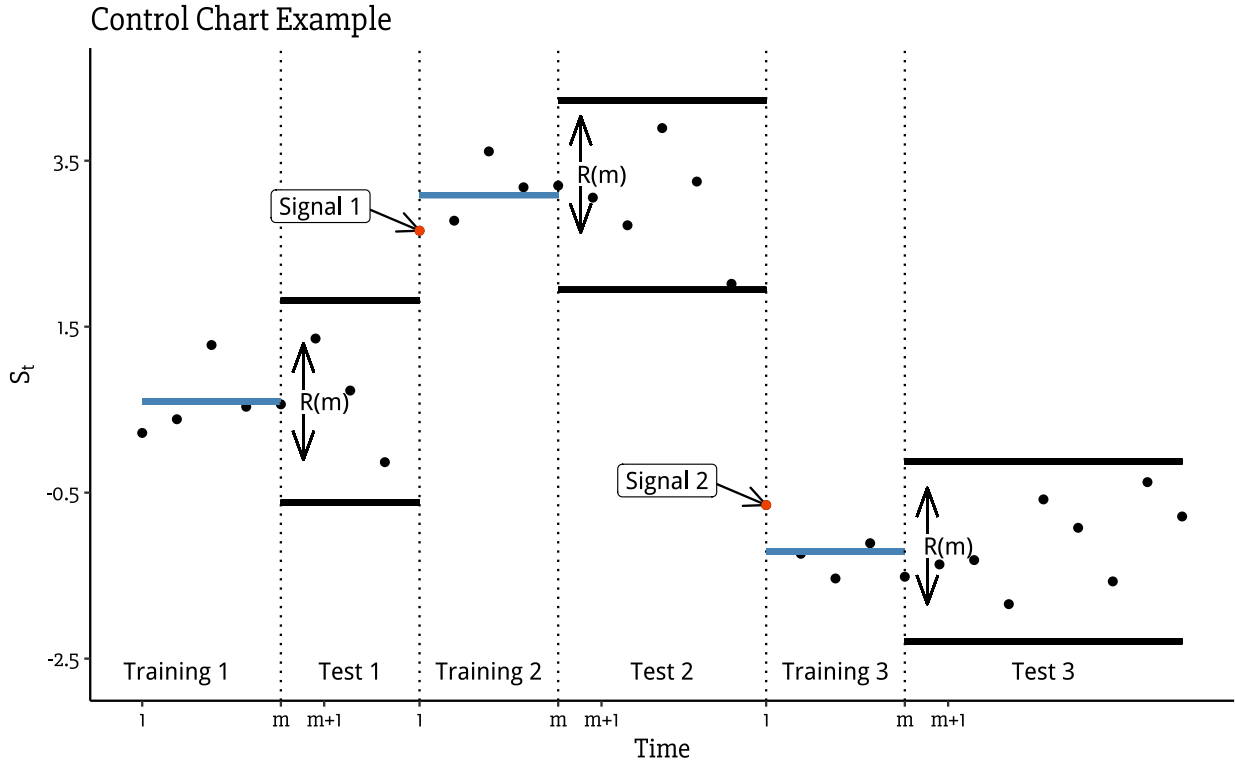 Control Chart Example
S_t
3.5
1.5
-0.5
-2.5
Signal 1
Signal 2
R(m)
R(m)
R(m)
Training 1 Test 1 Training 2 Test 2 Training 3 Test 3
1 m m+1 1 m m+1 1 m m+1
Time